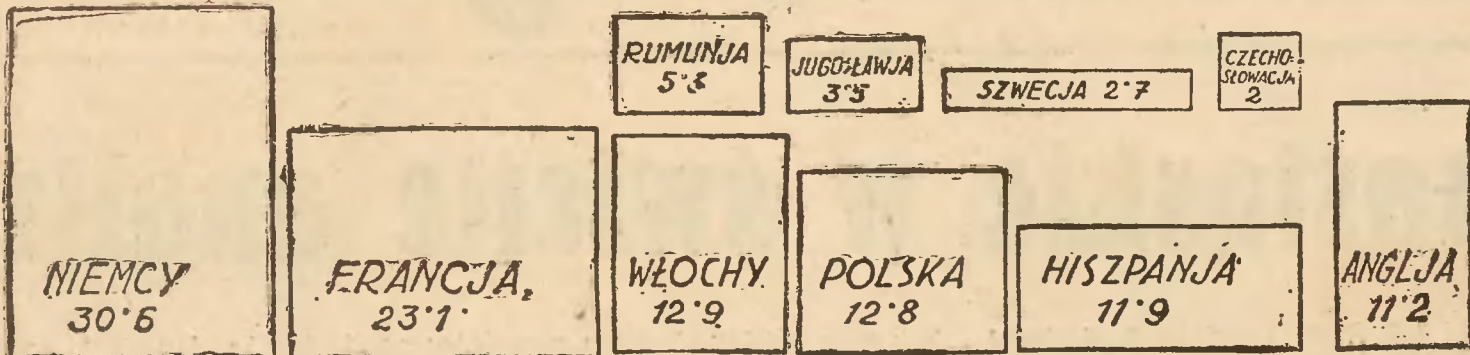 RUMUNJA
5·3
JUGOSŁAWJA
3·5
SZWECJA 2·7
CZECHO-
SŁOWACJA
2
NIEMCY
30·6
FRANCJA
23·1
WŁOCHY
12·9
POLSKA
12·8
HISZPANJA
11·9
ANGLJA
11·2